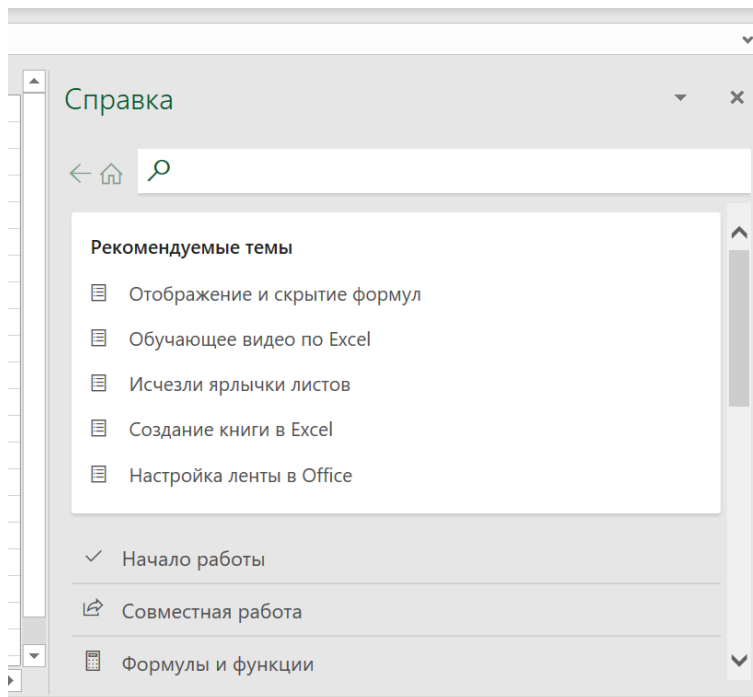 Справка
Рекомендуемые темы
Отображение и скрытие формул
Обучающее видео по Excel
Исчезли ярлычки листов
Создание книги в Excel
Настройка ленты в Office
Начало работы
Совместная работа
Формулы и функции